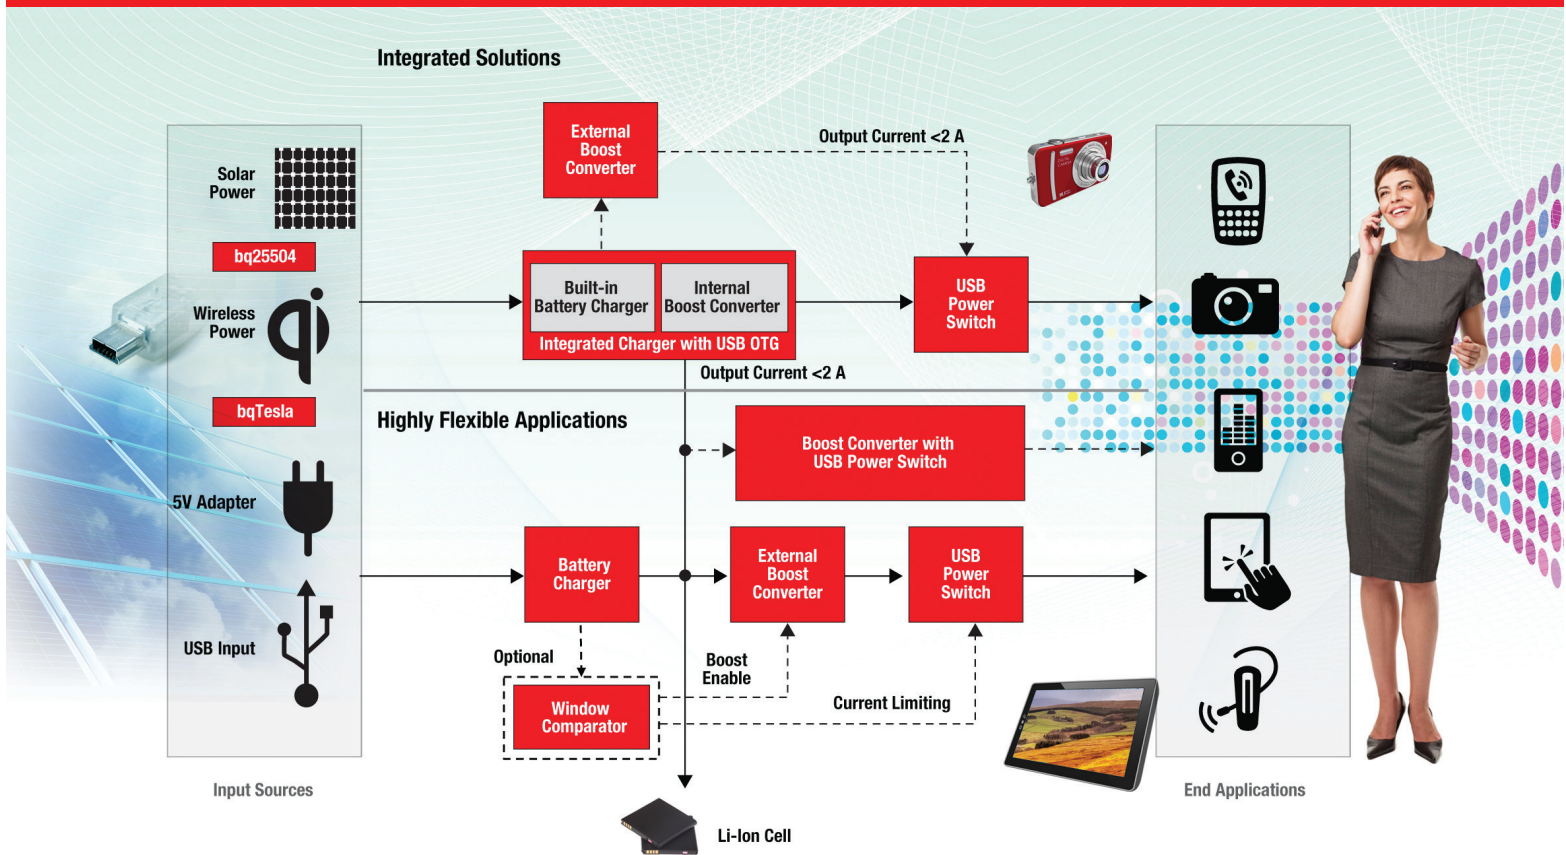 Integrated Solutions
External
Boost
Converter
Output Current <2 A
Solar
Power
bq25504
Wireless
Power
bqTesla
5V Adapter
USB Input
Input Sources
Built-in
Battery Charger
Internal
Boost Converter
Integrated Charger with USB OTG
USB
Power
Switch
Output Current <2 A
Highly Flexible Applications
Boost Converter with
USB Power Switch
Battery
Charger
External
Boost
Converter
USB
Power
Switch
Optional
Boost
Enable
Window
Comparator
Current Limiting
Li-Ion Cell
End Applications